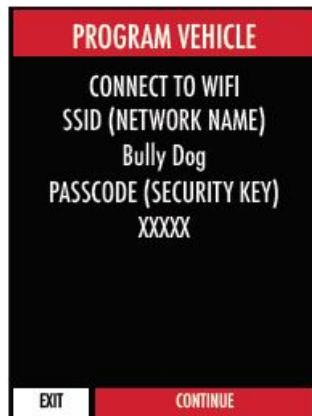 PROGRAM VEHICLE
CONNECT TO WIFI
SSID (NETWORK NAME)
Bully Dog
PASSCODE (SECURITY KEY)
XXXXX
EXIT
CONTINUE